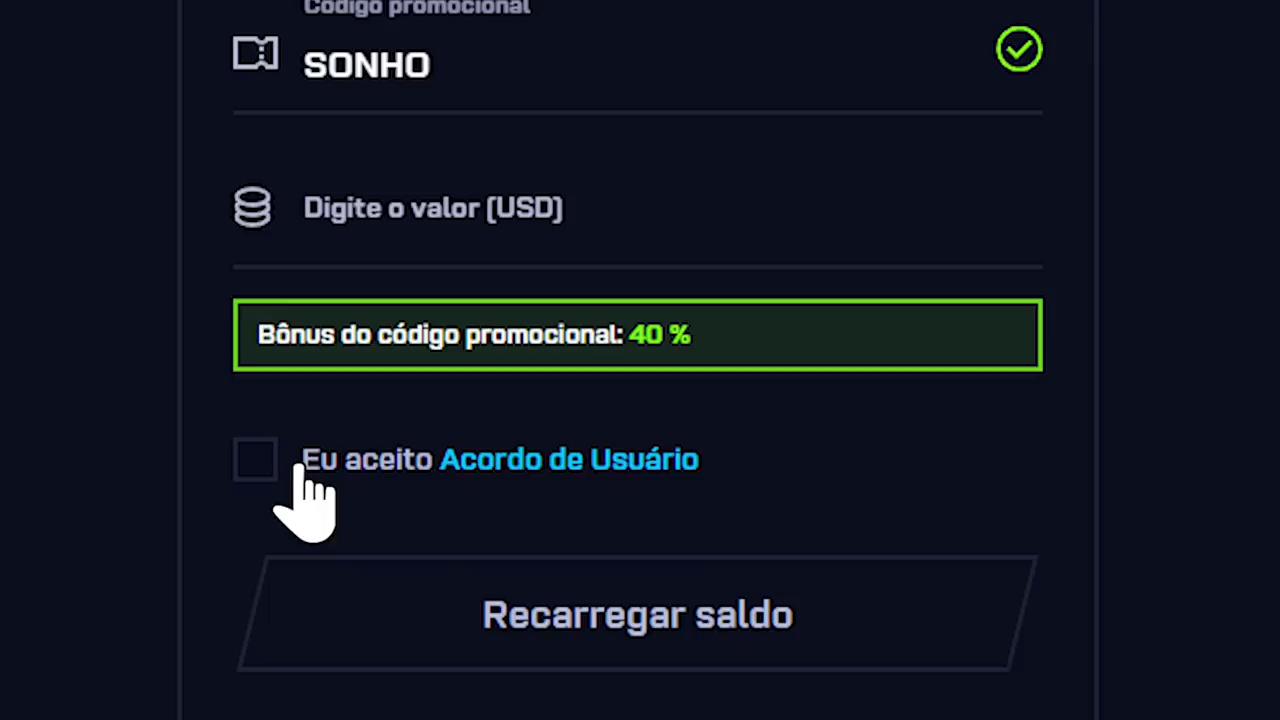 Código promocional
SONHO
Digite o valor (USD)
Bônus do código promocional: 40 %
Eu aceito Acordo de Usuário
Recarregar saldo